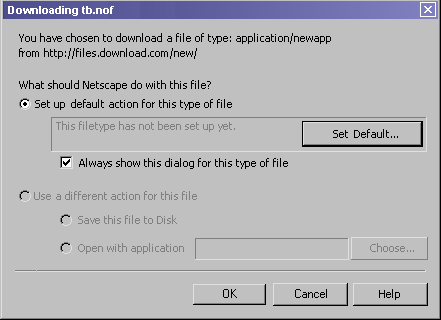 Downloading tb.nof
You have chosen to download a file of type: application/newapp
from http://files.download.com/new/
What should Netscape do with this file?
Set up default action for this type of file
This filetype has not been set up yet.
Set Default...
Always show this dialog for this type of file
Use a different action for this file
Save this file to Disk
Open with application
Choose...
OK Cancel Help